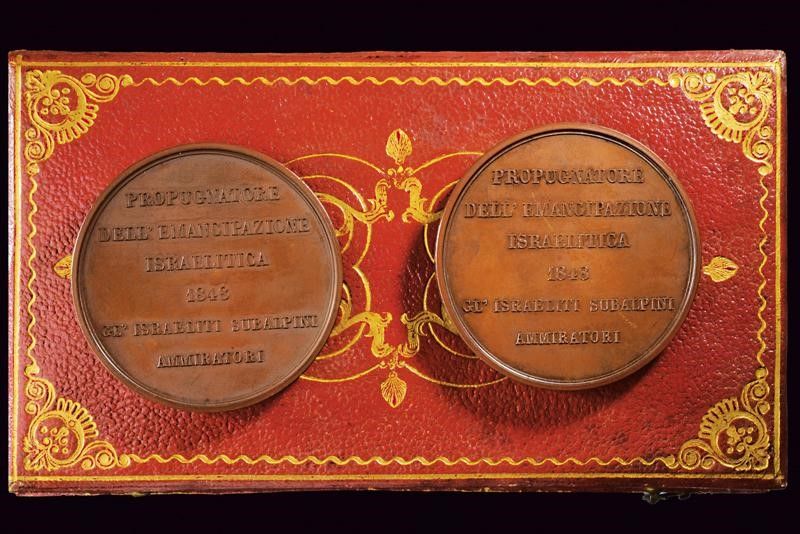 PROPUGNATORE
DELL' EMANCIPAZIONE
ISRAELITICA
1848
GL' ISRAELITI SUBALPINI
AMMIRATORI
PROPUGNATORE
DELL' EMANCIPAZIONE
ISRAELITICA
1848
GL' ISRAELITI SUBALPINI
AMMIRATORI